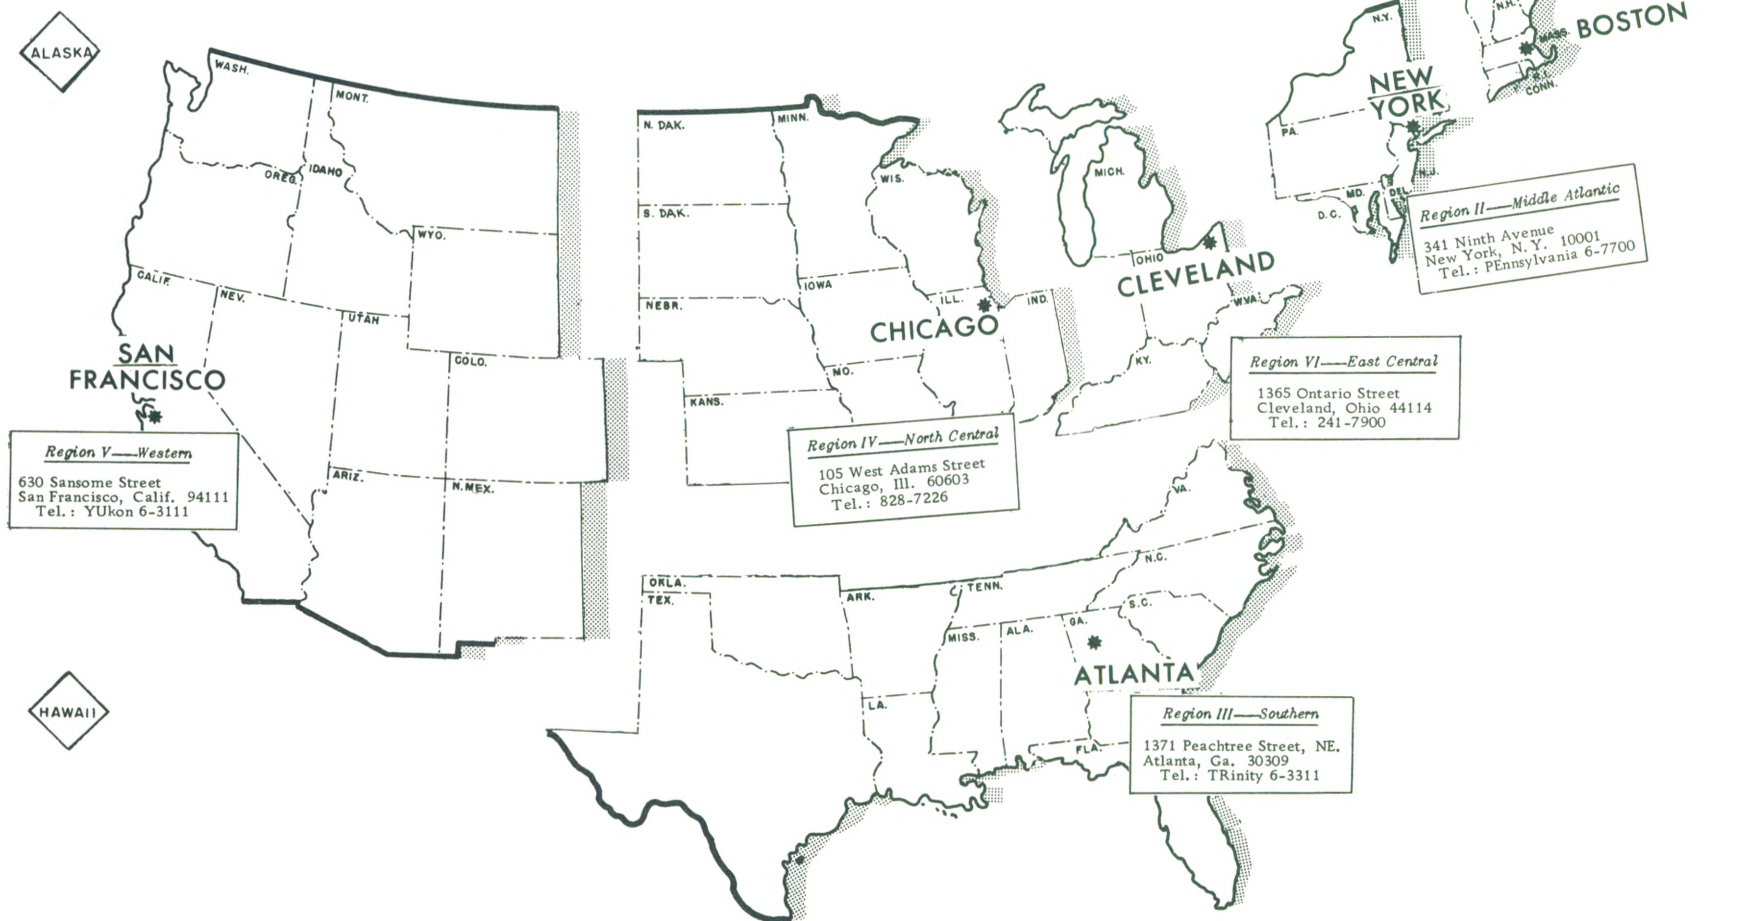 ALASKA
WASH.
MONT.
OREG.
IDAHO
WYO.
CALIF.
NEV.
UTAH
COLO.
SAN
FRANCISCO
Region V—Western
630 Sansome Street
San Francisco, Calif. 94111
Tel.: YUkon 6-3111
ARIZ.
N.MEX.
HAWAII
N. DAK.
MINN.
S. DAK.
WIS.
NEBR.
IOWA
ILL.
IND.
CHICAGO
MO.
KANS.
Region IV—North Central
105 West Adams Street
Chicago, Ill. 60603
Tel.: 828-7226
MICH.
OHIO
CLEVELAND
W.VA.
KY.
Region VI—East Central
1365 Ontario Street
Cleveland, Ohio 44114
Tel.: 241-7900
N.Y.
N.H.
MASS.
BOSTON
R.I.
CONN.
NEW
YORK
PA.
N.J.
MD.
DEL.
D.C.
Region II—Middle Atlantic
341 Ninth Avenue
New York, N.Y. 10001
Tel.: PEnnsylvania 6-7700
OKLA.
TEX.
ARK.
TENN.
VA.
N.C.
S.C.
MISS.
ALA.
GA.
ATLANTA
LA.
FLA.
Region III—Southern
1371 Peachtree Street, NE.
Atlanta, Ga. 30309
Tel.: TRinity 6-3311